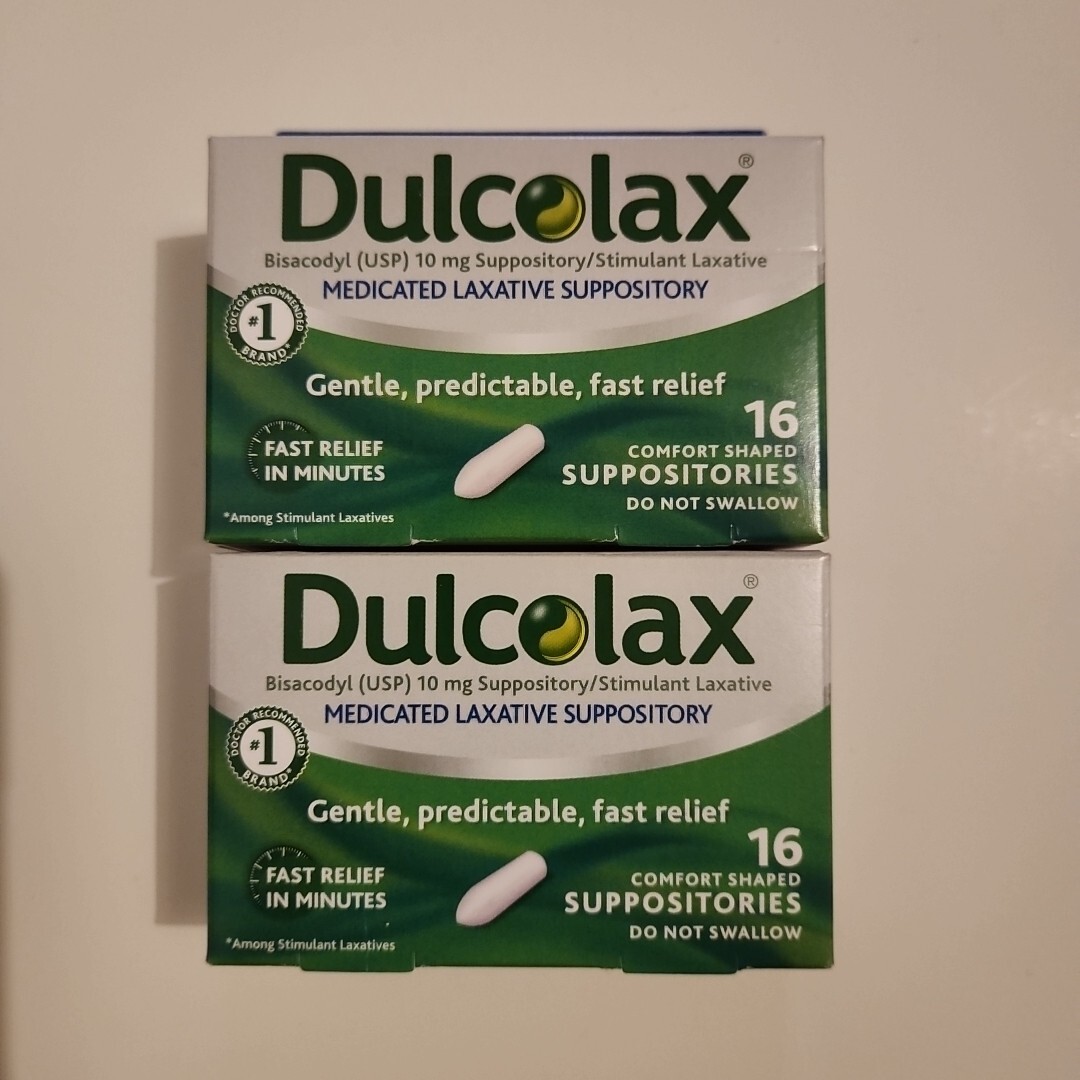 Dulcolax®
Bisacodyl (USP) 10 mg Suppository/Stimulant Laxative
MEDICATED LAXATIVE SUPPOSITORY
DOCTOR RECOMMENDED
#1
BRAND*
Gentle, predictable, fast relief
FAST RELIEF
IN MINUTES
16
COMFORT SHAPED
SUPPOSITORIES
DO NOT SWALLOW
*Among Stimulant Laxatives
Dulcolax®
Bisacodyl (USP) 10 mg Suppository/Stimulant Laxative
MEDICATED LAXATIVE SUPPOSITORY
DOCTOR RECOMMENDED
#1
BRAND*
Gentle, predictable, fast relief
FAST RELIEF
IN MINUTES
16
COMFORT SHAPED
SUPPOSITORIES
DO NOT SWALLOW
*Among Stimulant Laxatives